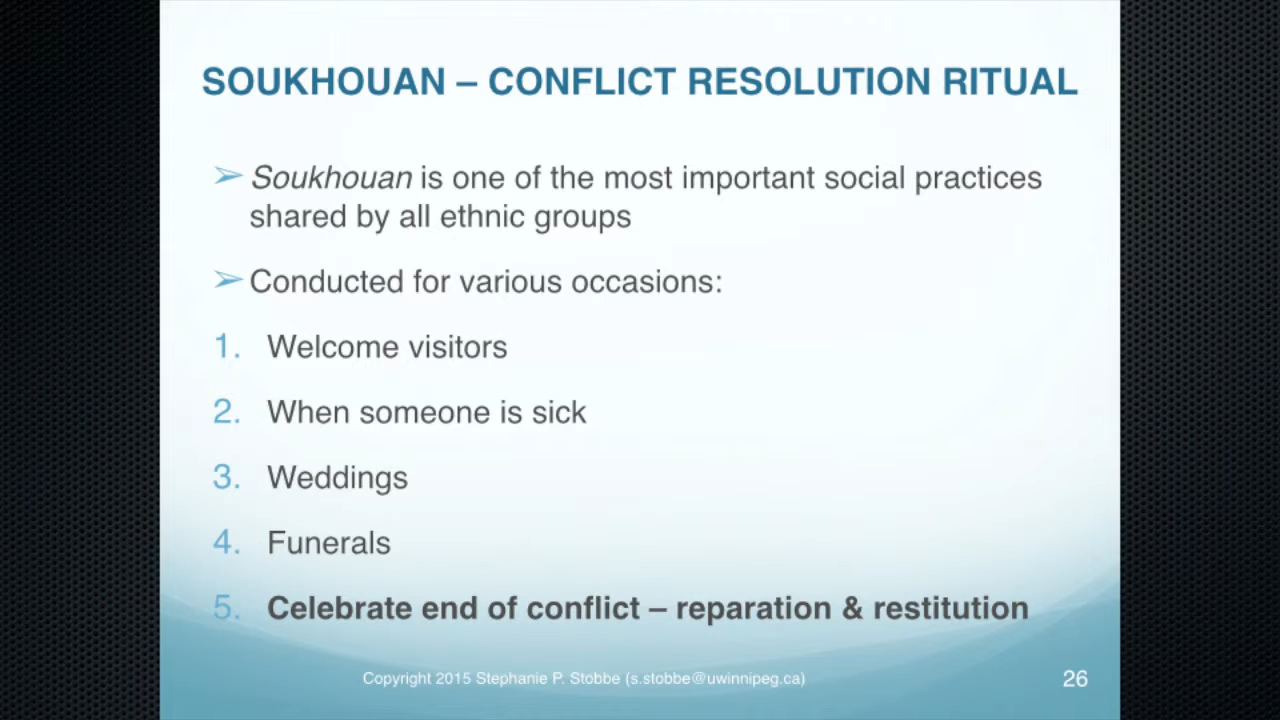 SOUKHOUAN – CONFLICT RESOLUTION RITUAL
➢ Soukhouan is one of the most important social practices
shared by all ethnic groups
➢ Conducted for various occasions:
1. Welcome visitors
2. When someone is sick
3. Weddings
4. Funerals
5. Celebrate end of conflict – reparation & restitution
Copyright 2015 Stephanie P. Stobbe (s.stobbe@uwinnipeg.ca)
26